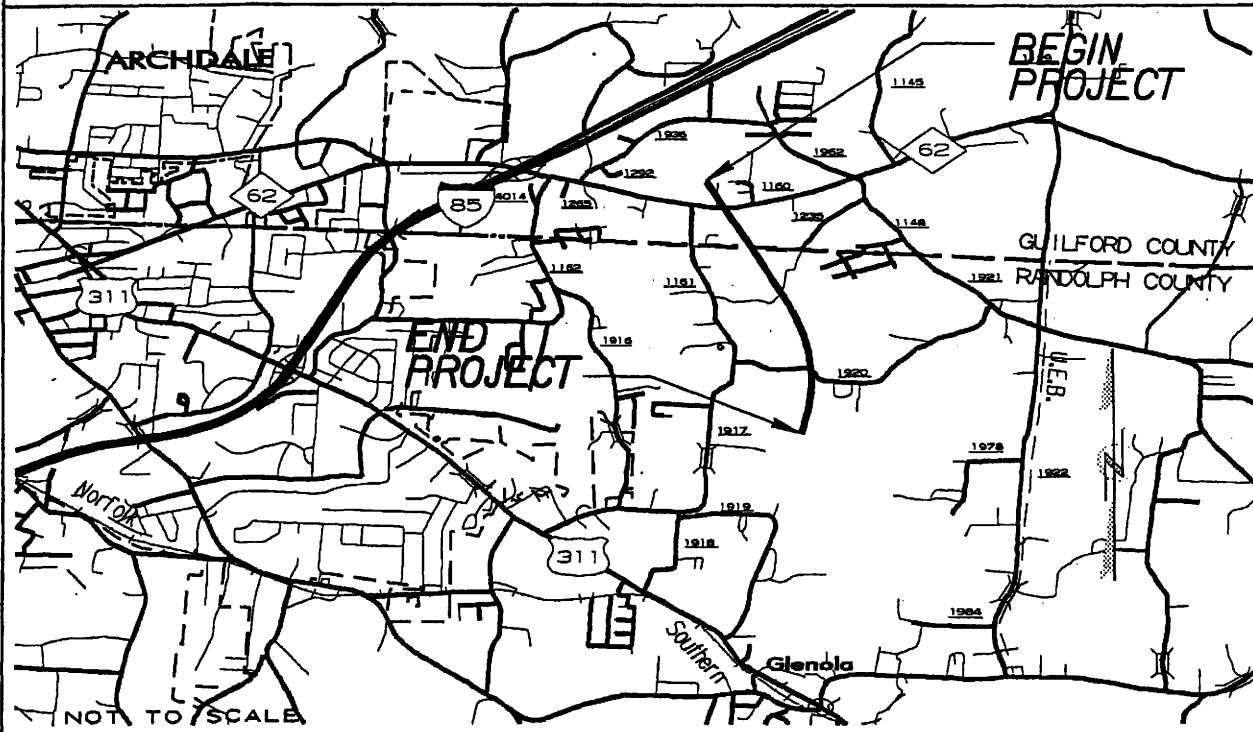 ARCHDALE
BEGIN
PROJECT
1145
62
1936
1962
1292
1160
62
85
4014
1265
1235
1148
GUILFORD COUNTY
RANDOLPH COUNTY
1162
1161
1921
311
END
PROJECT
1916
1920
U.E.B.
1917
1978
1922
Norfolk
1919
1918
311
1984
Southern
Glenola
NOT TO SCALE